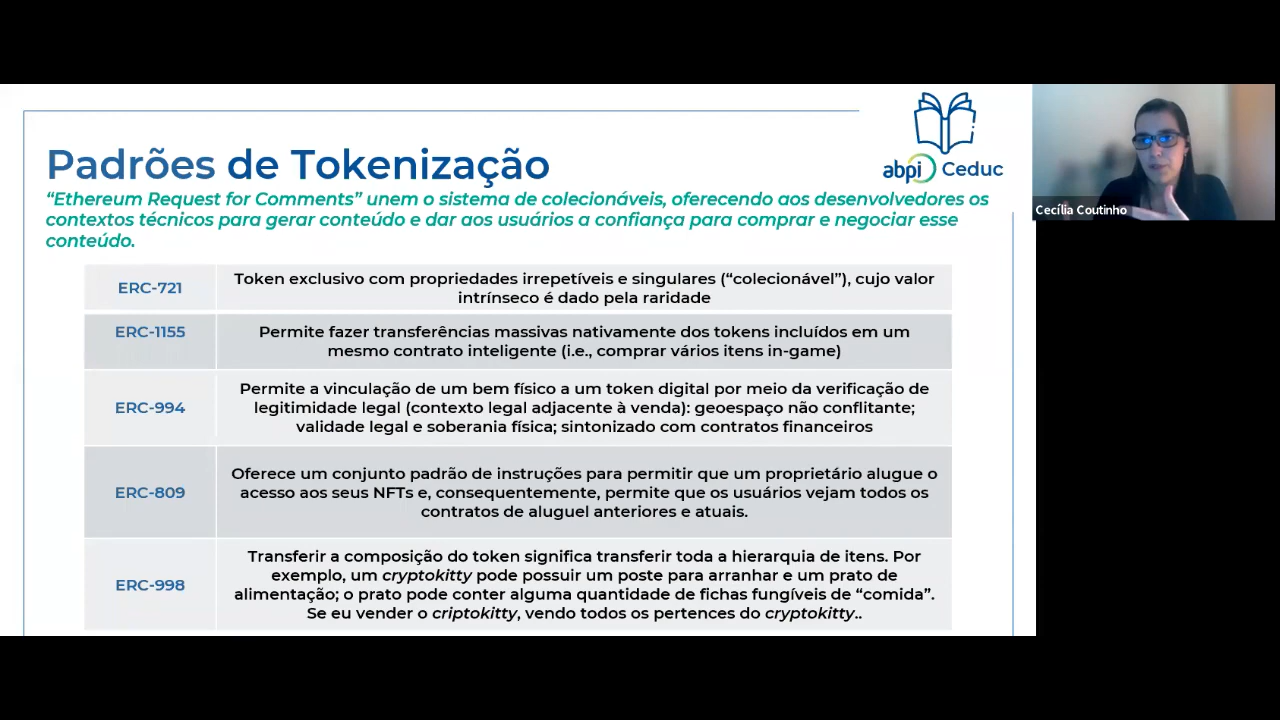 abpi Ceduc
Padrões de Tokenização
“Ethereum Request for Comments” unem o sistema de colecionáveis, oferecendo aos desenvolvedores os
contextos técnicos para gerar conteúdo e dar aos usuários a confiança para comprar e negociar esse
conteúdo.
ERC-721
Token exclusivo com propriedades irrepetíveis e singulares (“colecionável”), cujo valor
intrínseco é dado pela raridade
ERC-1155
Permite fazer transferências massivas nativamente dos tokens incluídos em um
mesmo contrato inteligente (i.e., comprar vários itens in-game)
ERC-994
Permite a vinculação de um bem físico a um token digital por meio da verificação de
legitimidade legal (contexto legal adjacente à venda): geoespaço não conflitante;
validade legal e soberania física; sintonizado com contratos financeiros
ERC-809
Oferece um conjunto padrão de instruções para permitir que um proprietário alugue o
acesso aos seus NFTs e, consequentemente, permite que os usuários vejam todos os
contratos de aluguel anteriores e atuais.
ERC-998
Transferir a composição do token significa transferir toda a hierarquia de itens. Por
exemplo, um cryptokitty pode possuir um poste para arranhar e um prato de
alimentação; o prato pode conter alguma quantidade de fichas fungíveis de “comida”.
Se eu vender o criptokitty, vendo todos os pertences do cryptokitty..
Cecília Coutinho